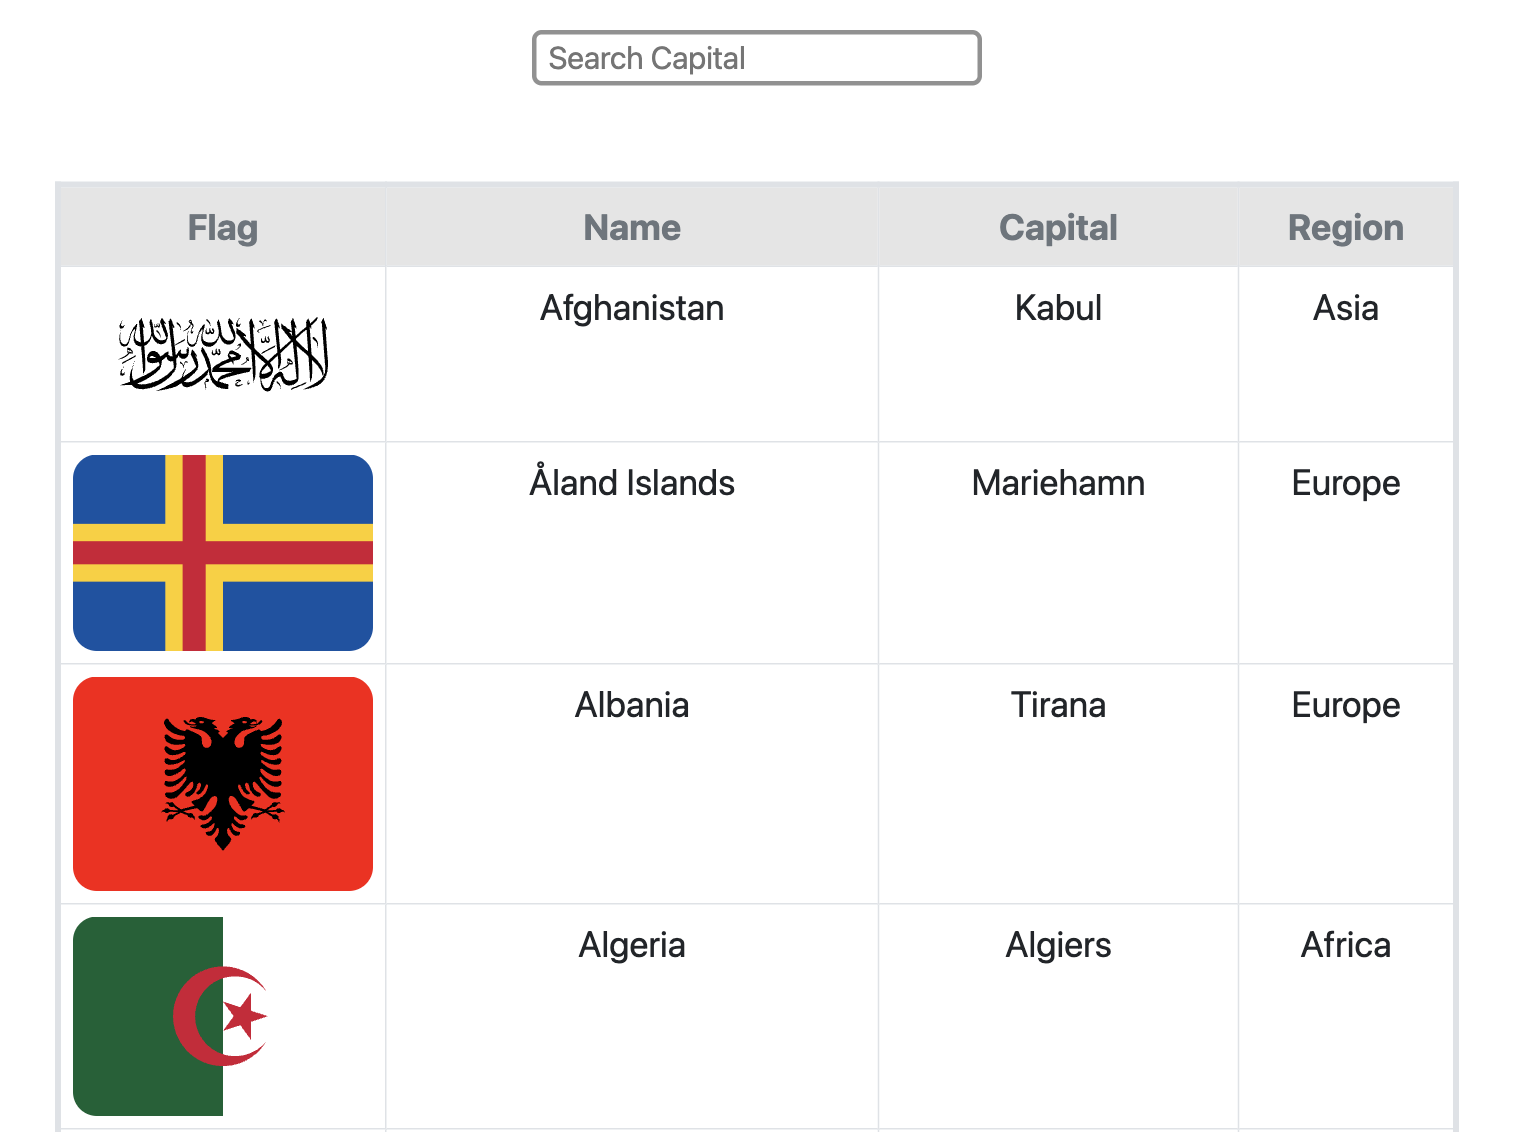 Search Capital
Flag Name Capital Region
لا إله إلا الله محمد رسول الله
Afghanistan Kabul Asia
Åland Islands Mariehamn Europe
Albania Tirana Europe
Algeria Algiers Africa